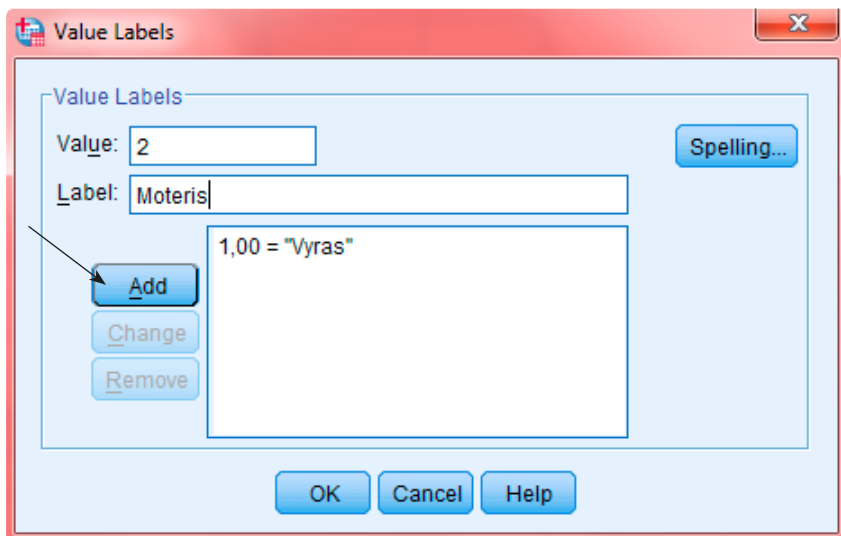 Value Labels
Value Labels
Value: 2
Spelling...
Label: Moteris
1,00 = "Vyras"
Add
Change
Remove
OK Cancel Help